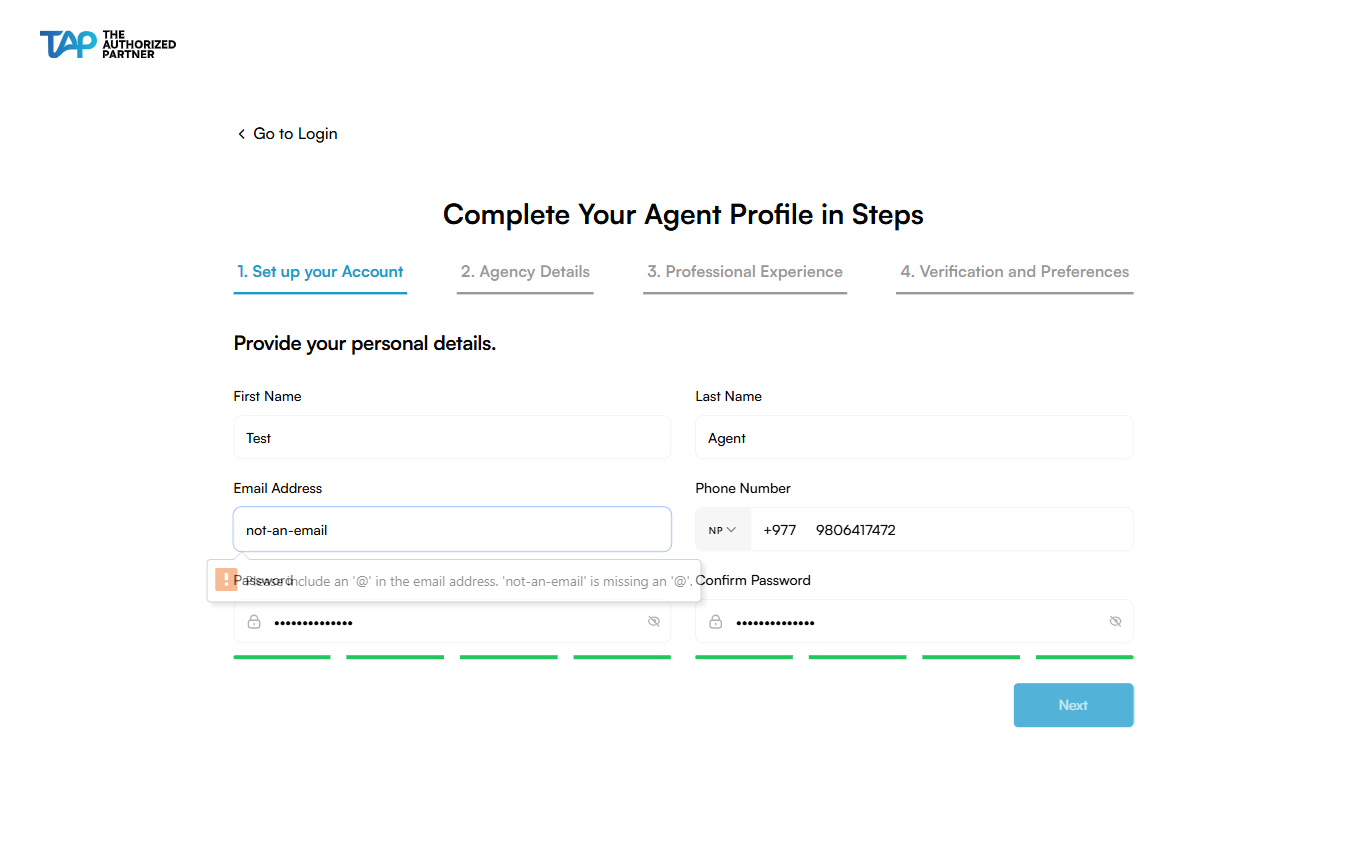 TAP THE
AUTHORIZED
PARTNER
Go to Login
Complete Your Agent Profile in Steps
1. Set up your Account 2. Agency Details 3. Professional Experience 4. Verification and Preferences
Provide your personal details.
First Name Last Name
Test Agent
Email Address Phone Number
not-an-email NP +977 9806417472
Password Confirm Password
! Please include an '@' in the email address. 'not-an-email' is missing an '@'.
•••••••••••••• ••••••••••••••
Next